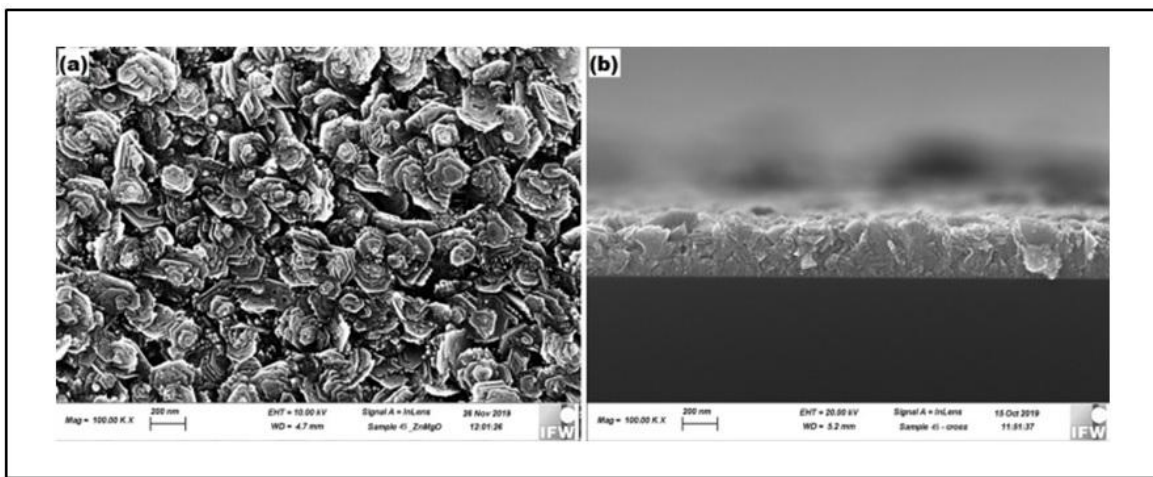 (a)
Mag = 100.00 K X
200 nm
EHT = 10.00 kV
WD = 4.7 mm
Signal A = InLens
Sample 45_ZnMgO
26 Nov 2019
12:01:26
IFW
(b)
Mag = 100.00 K X
200 nm
EHT = 20.00 kV
WD = 5.2 mm
Signal A = InLens
Sample 45 - cross
15 Oct 2019
11:51:37
IFW